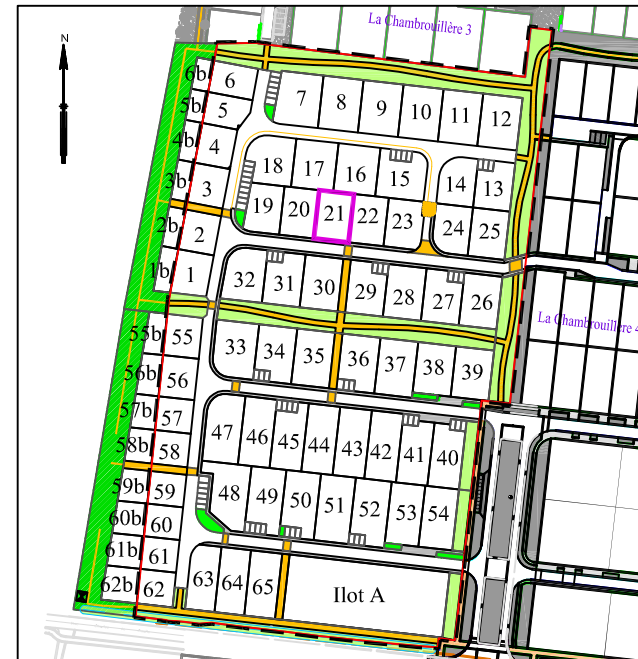 La Chambrouillère 3
N
6b 6 7 8 9 10 11 12
5b 5
4b 4 18 17 16 15 14 13
3b 3 19 20 21 22 23 24 25
2b 2
1b 1 32 31 30 29 28 27 26
La Chambrouillère 4
55b 55 33 34 35 36 37 38 39
56b 56
57b 57 47 46 45 44 43 42 41 40
58b 58
59b 59 48 49 50 51 52 53 54
60b 60
61b 61
62b 62 63 64 65 Ilot A